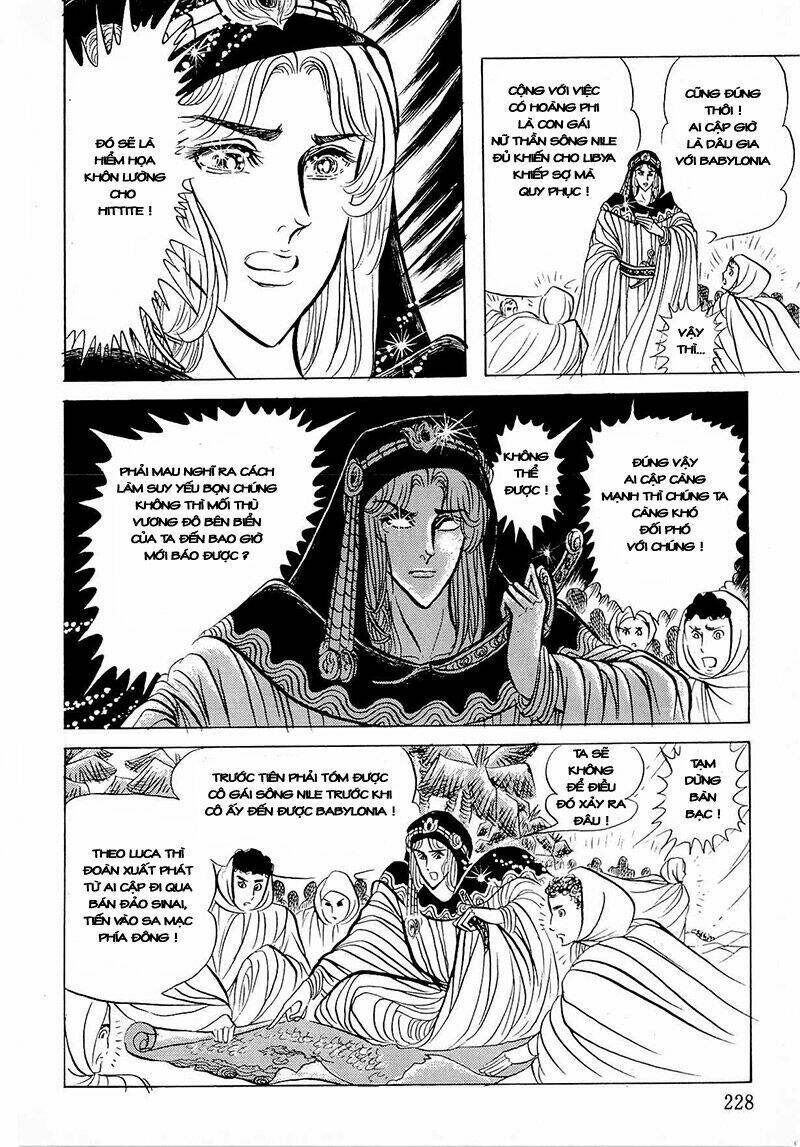 CŨNG ĐÚNG
THÔI !
AI CẬP GIỜ
LÀ DÂU GIA
VỚI BABYLONIA
CỘNG VỚI VIỆC
CÓ HOÀNG PHI
LÀ CON GÁI
NỮ THẦN SÔNG NILE
ĐỦ KHIẾN CHO LIBYA
KHIẾP SỢ MÀ
QUY PHỤC !
VẬY
THÌ...
ĐÓ SẼ LÀ
HIỂM HỌA
KHÔN LƯỜNG
CHO
HITTITE !
ĐÚNG VẬY
AI CẬP CÀNG
MẠNH THÌ CHÚNG TA
CÀNG KHÓ
ĐỐI PHÓ
VỚI CHÚNG !
KHÔNG
THỂ
ĐƯỢC !
PHẢI MAU NGHĨ RA CÁCH
LÀM SUY YẾU BỌN CHÚNG
KHÔNG THÌ MỐI THÙ
VƯƠNG ĐÔ BÊN BIỂN
CỦA TA ĐẾN BAO GIỜ
MỚI BÁO ĐƯỢC ?
TẠM
DỪNG
BÀN
BẠC !
TA SẼ
KHÔNG
ĐỂ ĐIỀU
ĐÓ XẢY RA
ĐÂU !
TRƯỚC TIÊN PHẢI TÓM ĐƯỢC
CÔ GÁI SÔNG NILE TRƯỚC KHI
CÔ ẤY ĐẾN ĐƯỢC BABYLONIA !
THEO LUCA THÌ
ĐOÀN XUẤT PHÁT
TỪ AI CẬP ĐI QUA
BÁN ĐẢO SINAI,
TIẾN VÀO SA MẠC
PHÍA ĐÔNG !
228